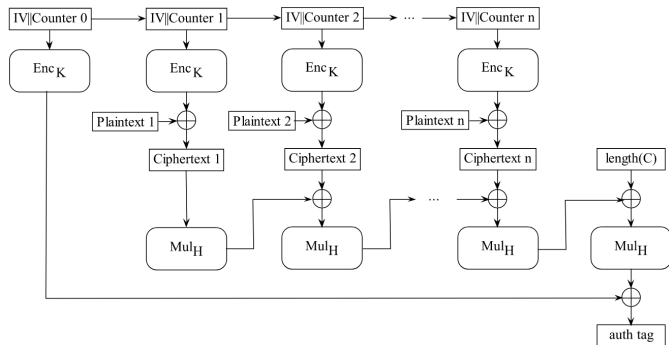 IV||Counter 0 IV||Counter 1 IV||Counter 2 ... IV||Counter n
EncK EncK EncK EncK
Plaintext 1 Plaintext 2 Plaintext n
Ciphertext 1 Ciphertext 2 Ciphertext n length(C)
...
MulH MulH MulH MulH
auth tag